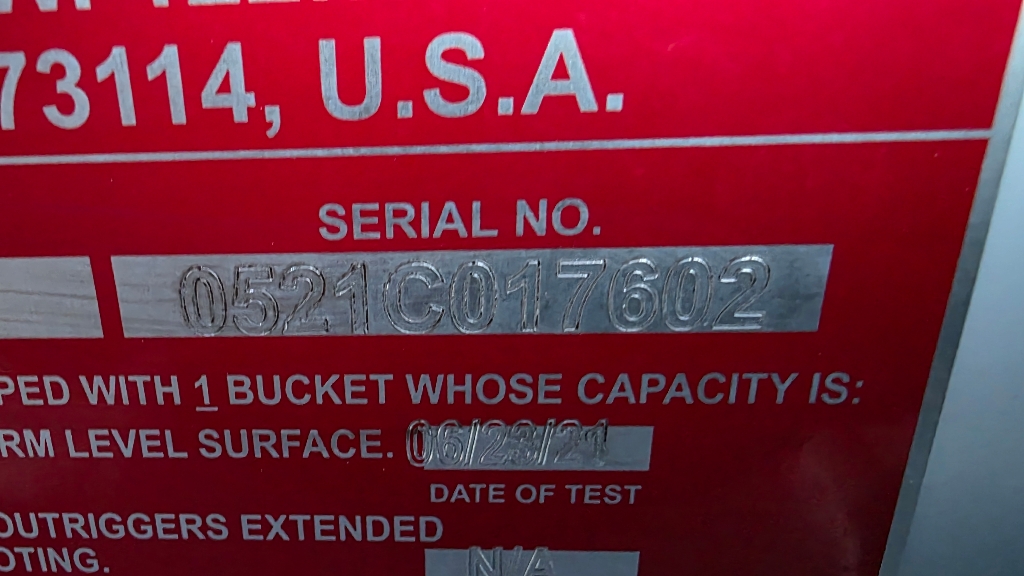 73114, U.S.A.
SERIAL NO.
0521C017602
PED WITH 1 BUCKET WHOSE CAPACITY IS:
RM LEVEL SURFACE. 06/23/21
DATE OF TEST
OUTRIGGERS EXTENDED
OTING.
N/A